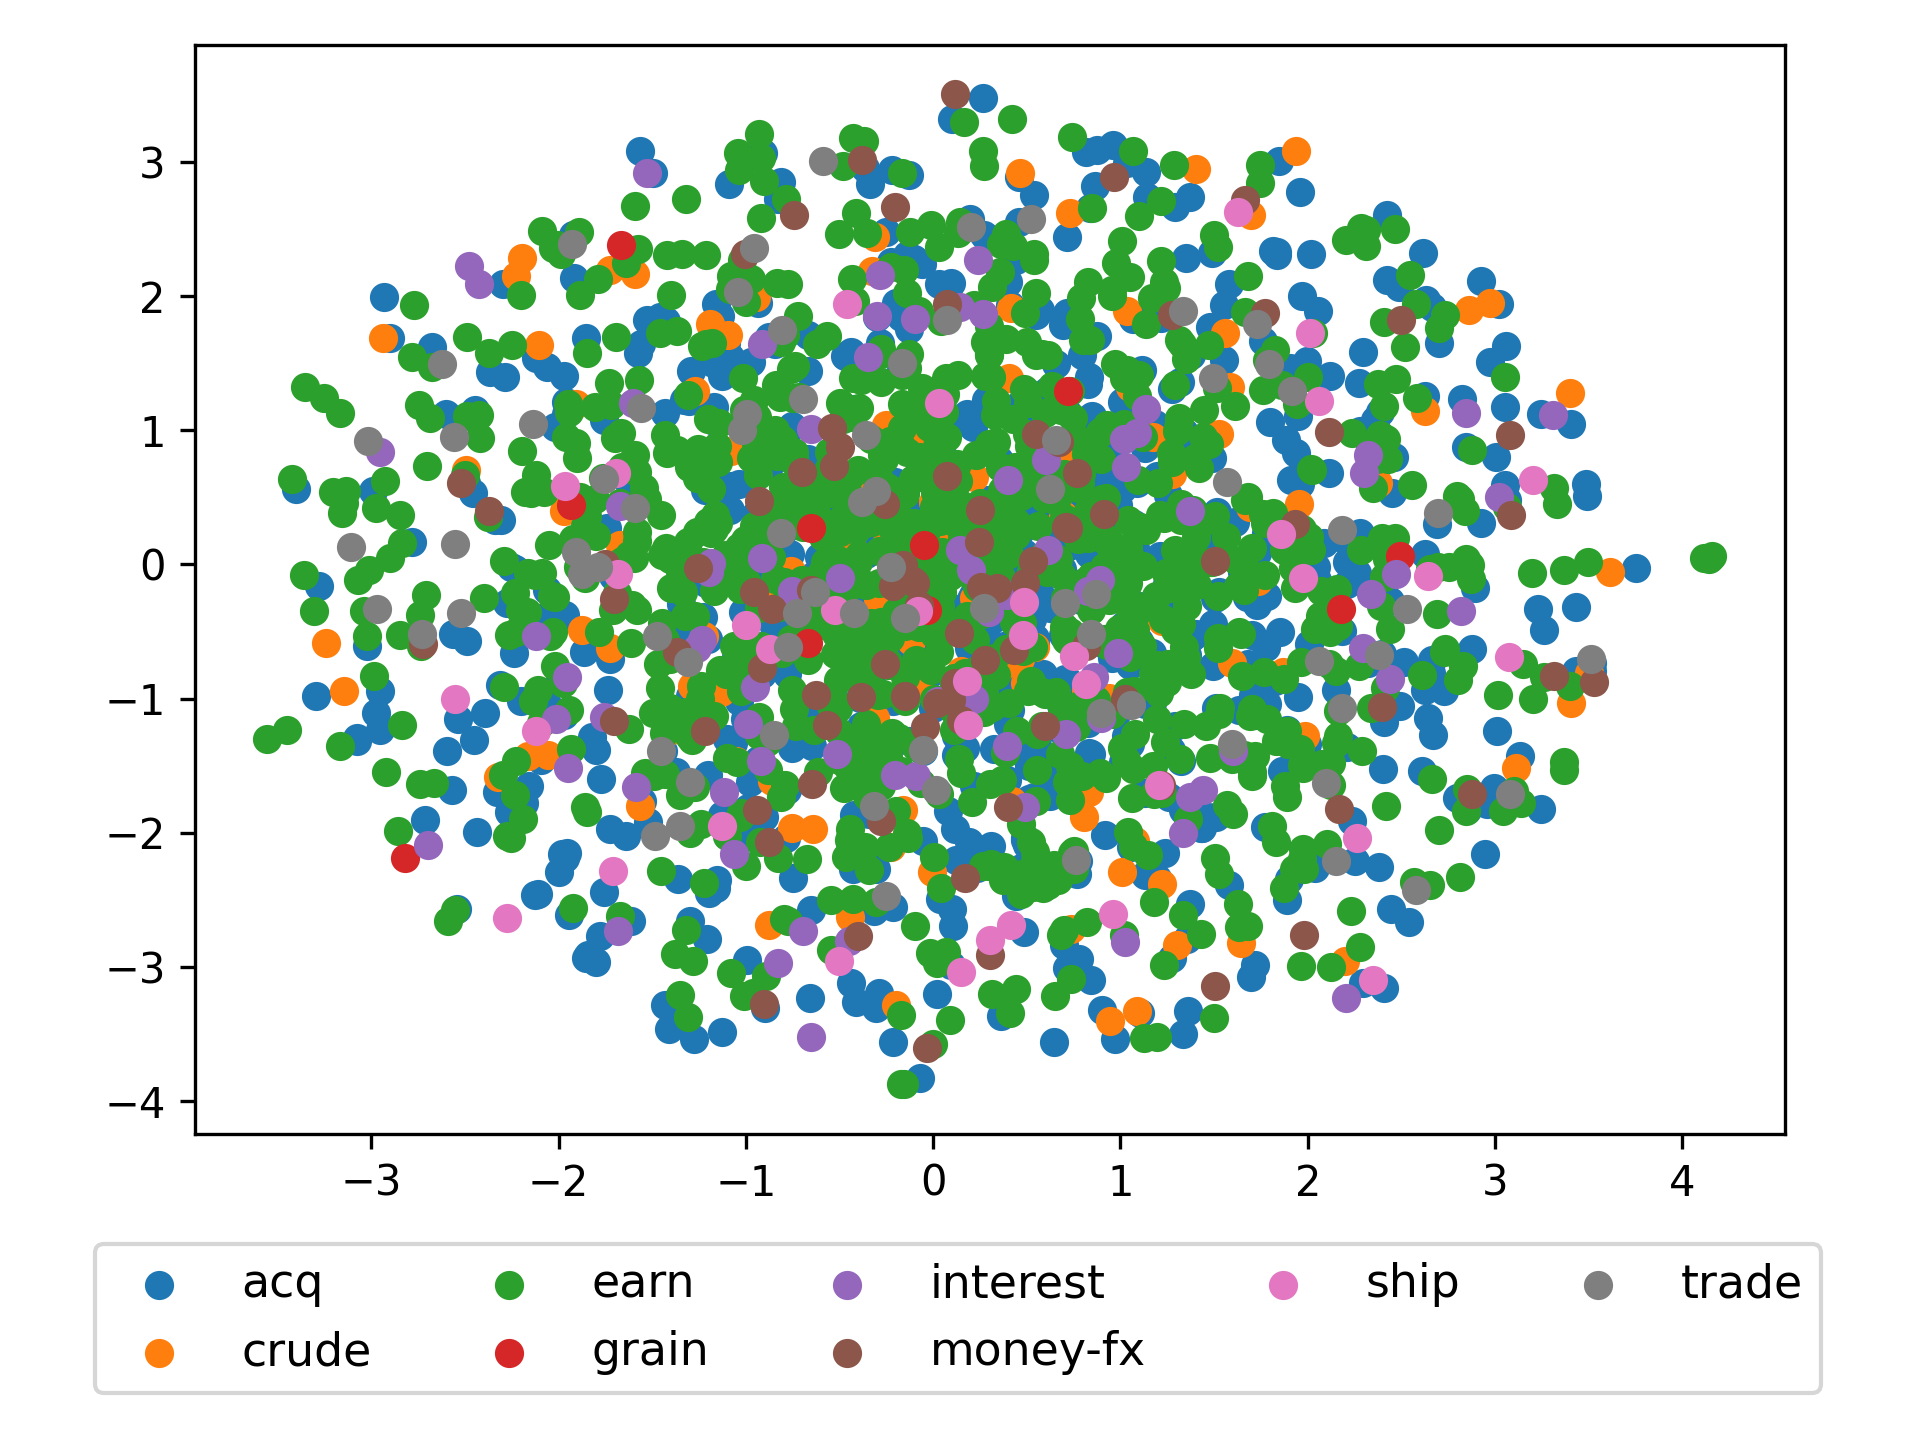 3
2
1
0
−1
−2
−3
−4
−3 −2 −1 0 1 2 3 4
acq earn interest ship trade
crude grain money-fx